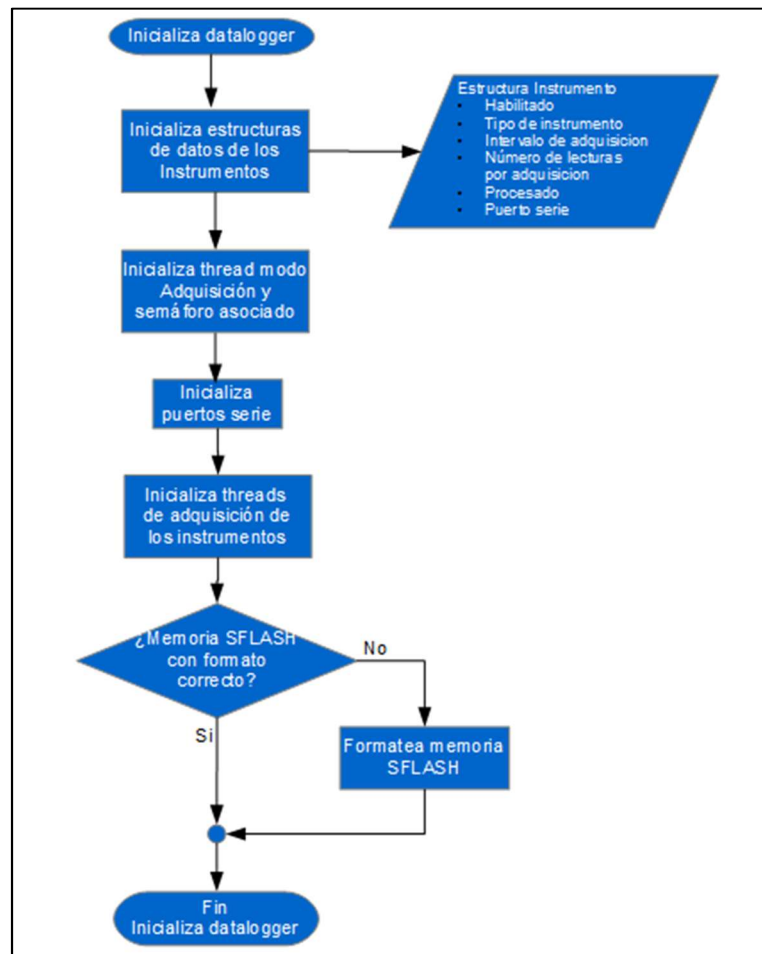 Inicializa datalogger
Inicializa estructuras
de datos de los
Instrumentos
Estructura Instrumento
• Habilitado
• Tipo de instrumento
• Intervalo de adquisicion
• Número de lecturas
por adquisicion
• Procesado
• Puerto serie
Inicializa thread modo
Adquisición y
semáforo asociado
Inicializa
puertos serie
Inicializa threads
de adquisición de
los instrumentos
¿Memoria SFLASH
con formato
correcto?
No
Si
Formatea memoria
SFLASH
Fin
Inicializa datalogger